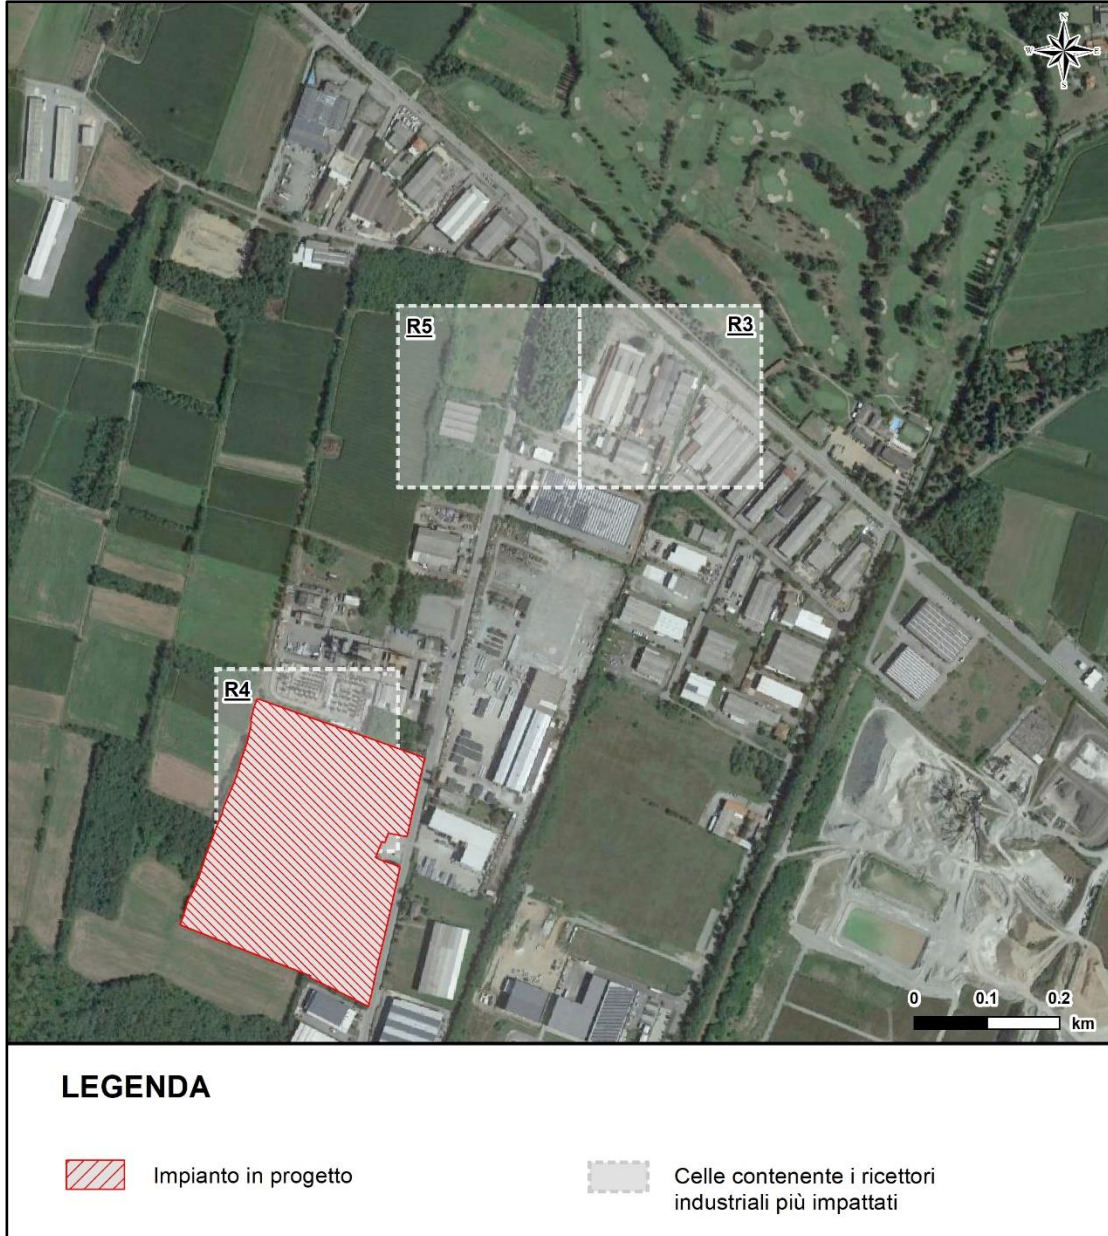 N
W E
S
R5
R3
R4
0 0.1 0.2
km
LEGENDA
Impianto in progetto
Celle contenente i ricettori
industriali più impattati